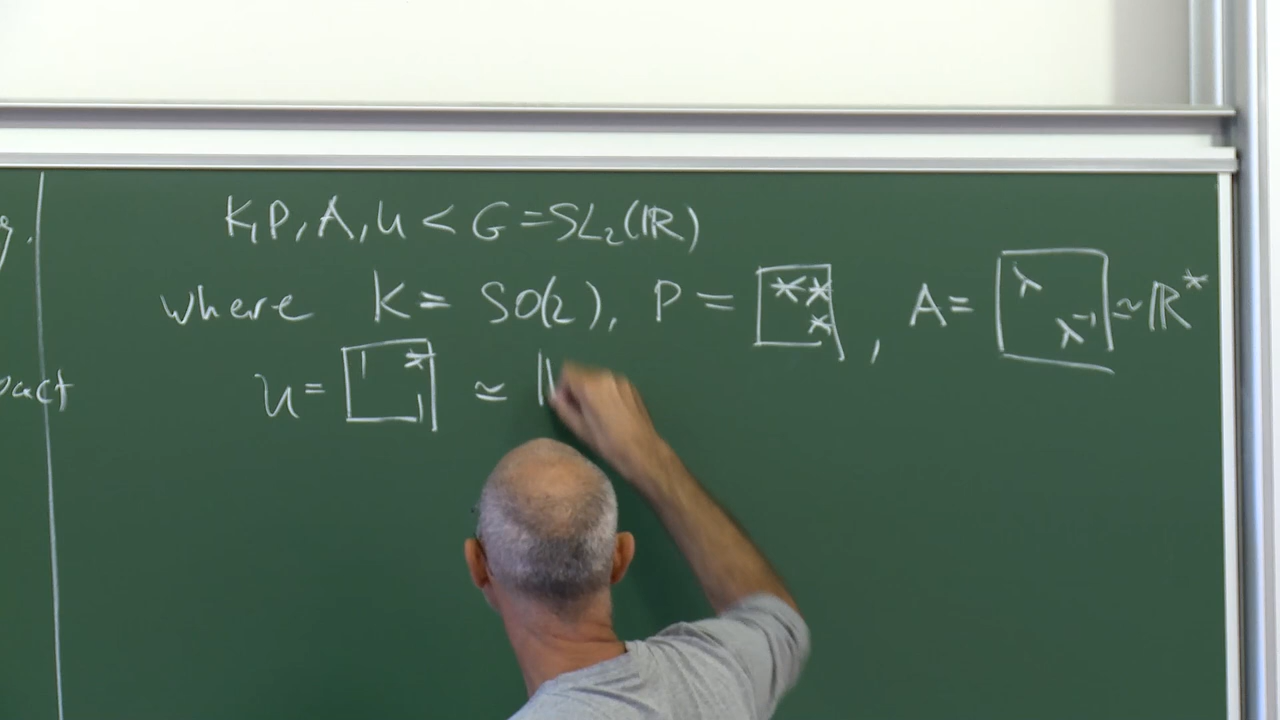 K, P, A, U < G = SL₂(ℝ)
where K = SO(2), P = [* * *], A = [λ λ⁻¹] ≃ ℝ*
U = [1 * 1] ≃